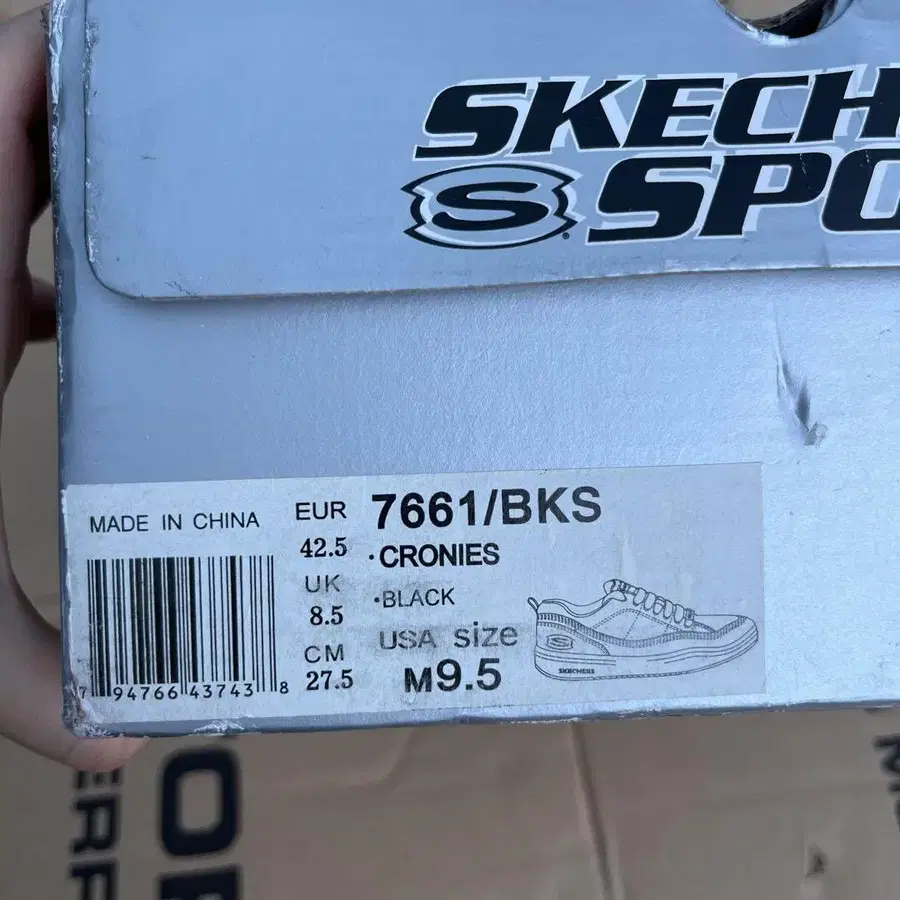 SKECH
S SPO
MADE IN CHINA
EUR
42.5
UK
8.5
CM
27.5
7661/BKS
·CRONIES
·BLACK
USA size
M9.5
S
SKECHERS
7 94766 43743 8